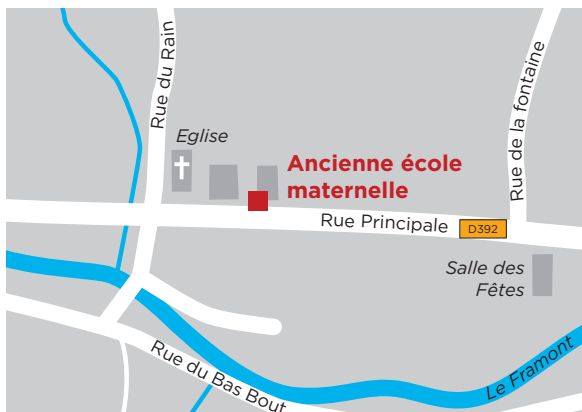 Rue du Rain
Rue de la fontaine
Eglise
Ancienne école
maternelle
Rue Principale
D392
Salle des
Fêtes
Le Framont
Rue du Bas Bout